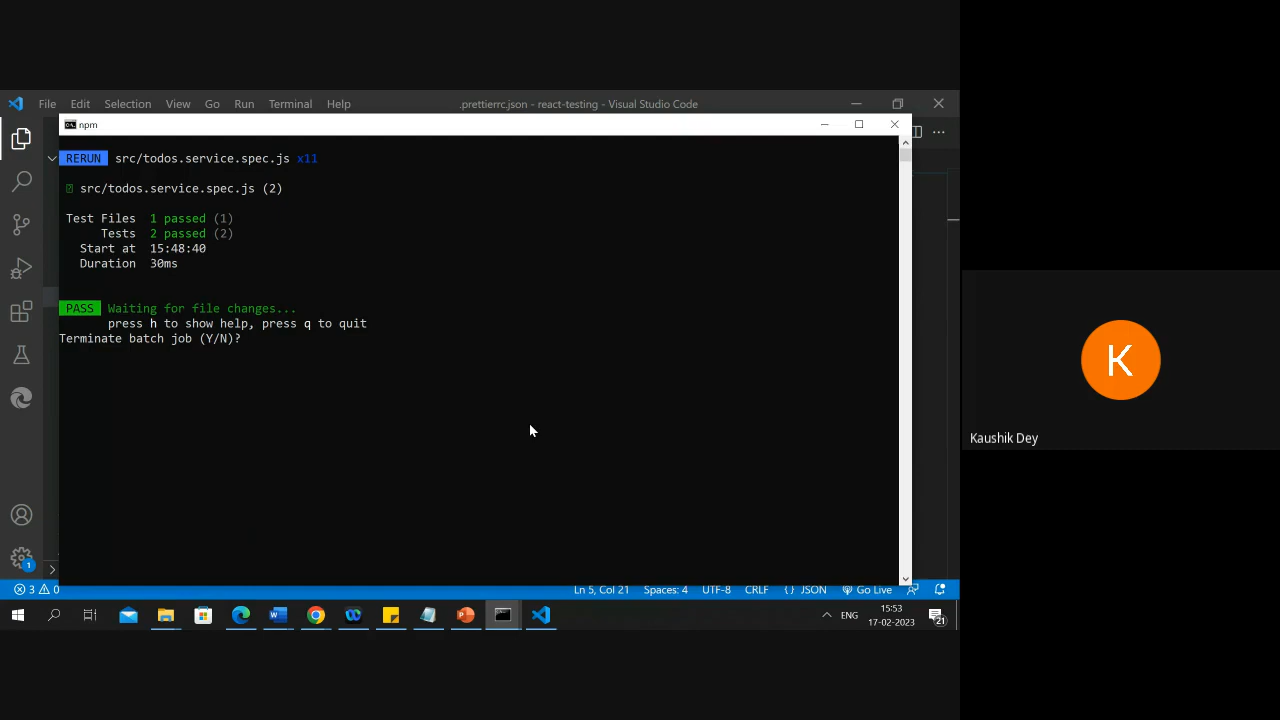 File Edit Selection View Go Run Terminal Help .prettierrc.json - react-testing - Visual Studio Code
npm
RERUN src/todos.service.spec.js x11
src/todos.service.spec.js (2)
Test Files 1 passed (1)
Tests 2 passed (2)
Start at 15:48:40
Duration 30ms
PASS Waiting for file changes...
press h to show help, press q to quit
Terminate batch job (Y/N)?
K
Kaushik Dey
1
3 0 Ln 5, Col 21 Spaces: 4 UTF-8 CRLF {} JSON Go Live
ENG 15:53
17-02-2023 21